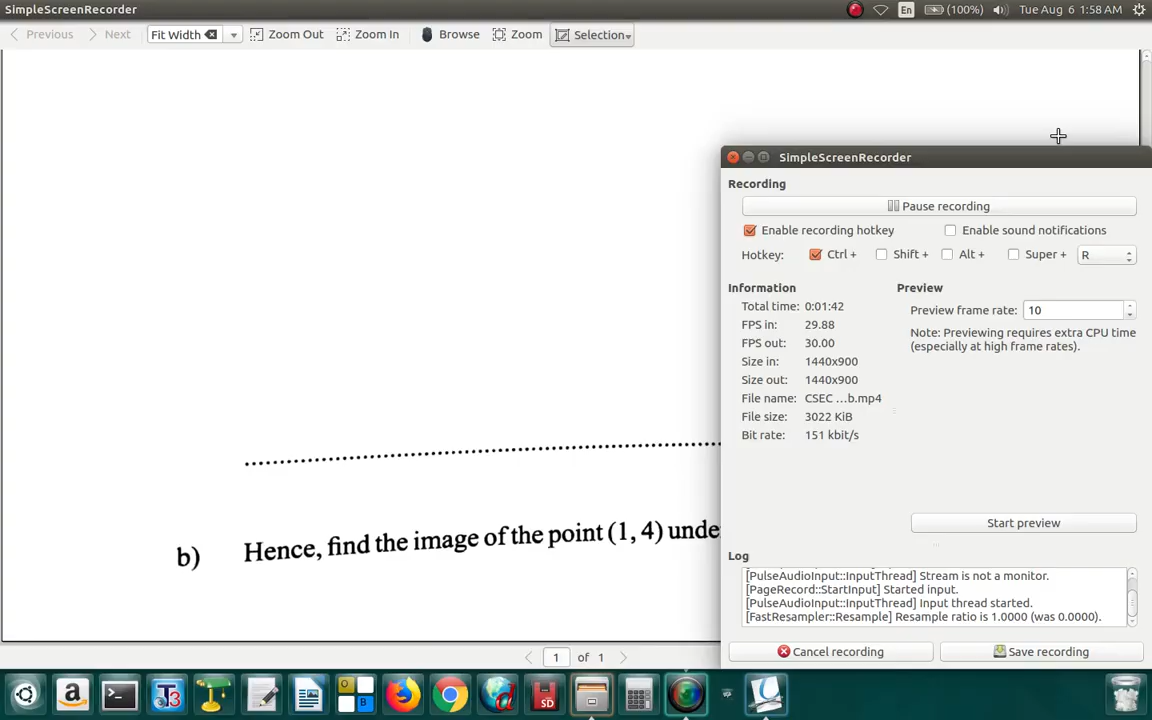 SimpleScreenRecorder
En
(100%)
Tue Aug 6 1:58 AM
Previous
Next
Fit Width
Zoom Out
Zoom In
Browse
Zoom
Selection
SimpleScreenRecorder
Recording
Pause recording
Enable recording hotkey
Enable sound notifications
Hotkey:
Ctrl +
Shift +
Alt +
Super +
R
Information
Total time: 0:01:42
FPS in: 29.88
FPS out: 30.00
Size in: 1440x900
Size out: 1440x900
File name: CSEC ...b.mp4
File size: 3022 KiB
Bit rate: 151 kbit/s
Preview
Preview frame rate: 10
Note: Previewing requires extra CPU time
(especially at high frame rates).
Start preview
Log
[PulseAudioInput::InputThread] Stream is not a monitor.
[PageRecord::StartInput] Started input.
[PulseAudioInput::InputThread] Input thread started.
[FastResampler::Resample] Resample ratio is 1.0000 (was 0.0000).
Cancel recording
Save recording
b) Hence, find the image of the point (1, 4) unde
1 of 1
a
T3
O
B
SD